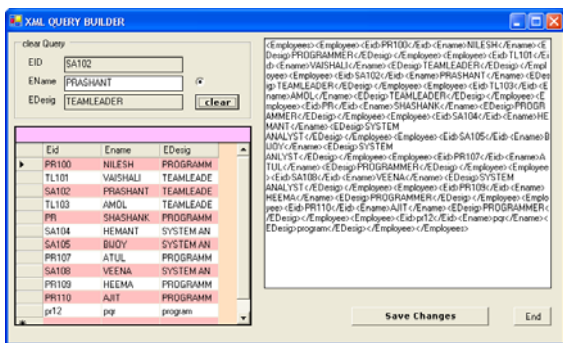 XML QUERY BUILDER
clear Query
EID SA102
EName PRASHANT
EDesig TEAMLEADER clear
Eid Ename EDesig
PR100 NILESH PROGRAMM
TL101 VAISHALI TEAMLEADE
SA102 PRASHANT TEAMLEADE
TL103 AMOL TEAMLEADE
PR SHASHANK PROGRAMM
SA104 HEMANT SYSTEM AN
SA105 BIJOY SYSTEM AN
PR107 ATUL PROGRAMM
SA108 VEENA SYSTEM AN
PR109 HEEMA PROGRAMM
PR110 AJIT PROGRAMM
pr12 pqr program
<Employees><Employee><Eid>PR100</Eid><Ename>NILESH</Ename><E
Desig>PROGRAMMER</EDesig></Employee><Employee><Eid>TL101</Ei
d><Ename>VAISHALI</Ename><EDesig>TEAMLEADER</EDesig></Empl
oyee><Employee><Eid>SA102</Eid><Ename>PRASHANT</Ename><EDes
ig>TEAMLEADER</EDesig></Employee><Employee><Eid>TL103</Eid><E
name>AMOL</Ename><EDesig>TEAMLEADER</EDesig></Employee><E
mployee><Eid>PR</Eid><Ename>SHASHANK</Ename><EDesig>PROGR
AMMER</EDesig></Employee><Employee><Eid>SA104</Eid><Ename>HE
MANT</Ename><EDesig>SYSTEM
ANALYST</EDesig></Employee><Employee><Eid>SA105</Eid><Ename>B
IJOY</Ename><EDesig>SYSTEM
ANLYST</EDesig></Employee><Employee><Eid>PR107</Eid><Ename>A
TUL</Ename><EDesig>PROGRAMMER</EDesig></Employee><Employee
><Eid>SA108</Eid><Ename>VEENA</Ename><EDesig>SYSTEM
ANALYST</EDesig></Employee><Employee><Eid>PR109</Eid><Ename>
HEEMA</Ename><EDesig>PROGRAMMER</EDesig></Employee><Emplo
yee><Eid>PR110</Eid><Ename>AJIT</Ename><EDesig>PROGRAMMER<
/EDesig></Employee><Employee><Eid>pr12</Eid><Ename>pqr</Ename><
EDesig>program</EDesig></Employee></Employees>
Save Changes End